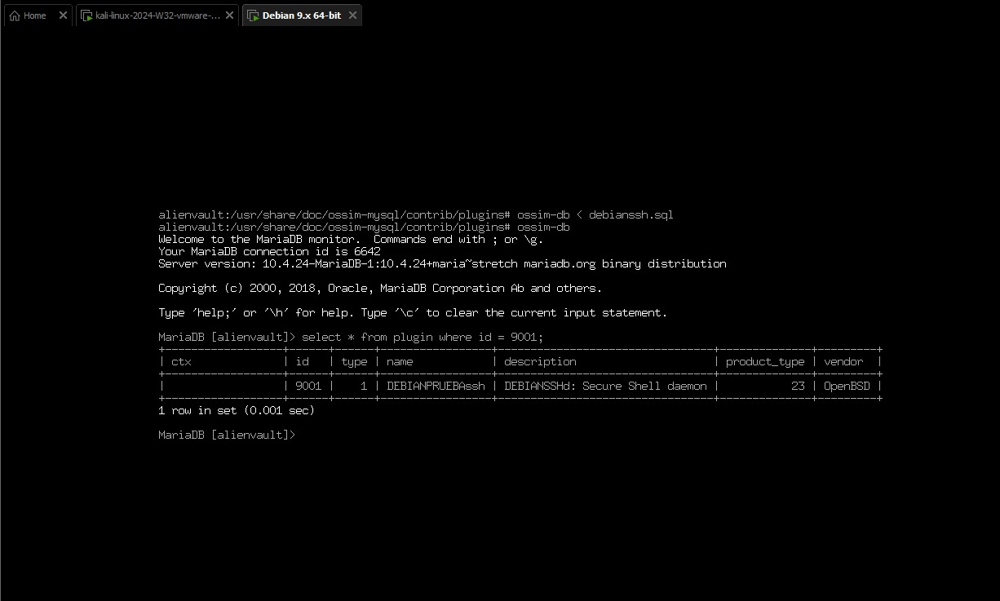 Home
kali-linux-2024-W32-vmware-...
Debian 9.x 64-bit
alienvault:/usr/share/doc/ossim-mysql/contrib/plugins# ossim-db < debianssh.sql
alienvault:/usr/share/doc/ossim-mysql/contrib/plugins# ossim-db
Welcome to the MariaDB monitor.  Commands end with ; or \g.
Your MariaDB connection id is 6642
Server version: 10.4.24-MariaDB-1:10.4.24+maria~stretch mariadb.org binary distribution
Copyright (c) 2000, 2018, Oracle, MariaDB Corporation Ab and others.
Type 'help;' or '\h' for help. Type '\c' to clear the current input statement.
MariaDB [alienvault]> select * from plugin where id = 9001;
+------------------+------+------+-----------------+--------------------------------+--------------+---------+
| ctx              | id   | type | name            | description                    | product_type | vendor  |
+------------------+------+------+-----------------+--------------------------------+--------------+---------+
|                  | 9001 |    1 | DEBIANPRUEBAssh | DEBIANSSHd: Secure Shell daemon |           23 | OpenBSD |
+------------------+------+------+-----------------+--------------------------------+--------------+---------+
1 row in set (0.001 sec)
MariaDB [alienvault]>